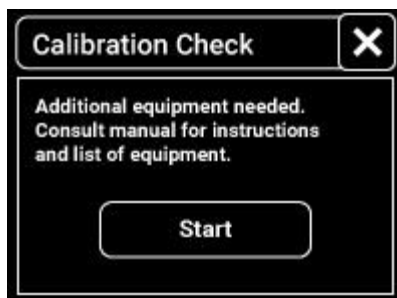 Calibration Check
Additional equipment needed.
Consult manual for instructions
and list of equipment.
Start